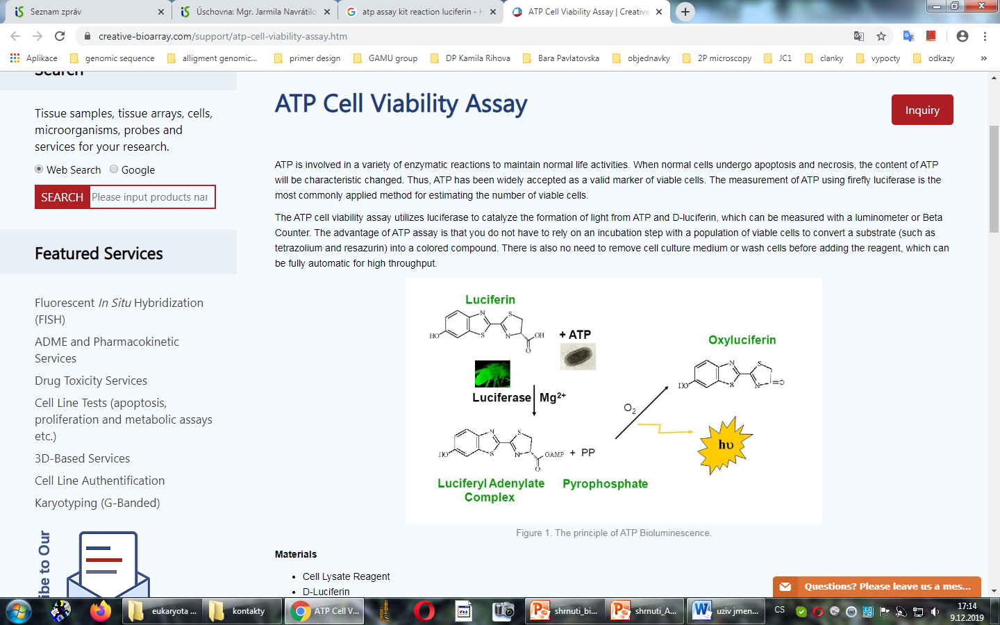 Seznam zpráv
Úschovna: Mgr. Jarmila Navrátilo
atp assay kit reaction luciferin - H
ATP Cell Viability Assay | Creative
creative-bioarray.com/support/atp-cell-viability-assay.htm
Aplikace
genomic sequence
alligment genomic...
primer design
GAMU group
DP Kamila Rihova
Bara Pavlatovska
objednavky
2P microscopy
JC1
clanky
vypocty
odkazy
»
Search
Tissue samples, tissue arrays, cells,
microorganisms, probes and
services for your research.
Web Search Google
SEARCH Please input products nar
Featured Services
Fluorescent In Situ Hybridization
(FISH)
ADME and Pharmacokinetic
Services
Drug Toxicity Services
Cell Line Tests (apoptosis,
proliferation and metabolic assays
etc.)
3D-Based Services
Cell Line Authentification
Karyotyping (G-Banded)
ibe to Our
ATP Cell Viability Assay
Inquiry
ATP is involved in a variety of enzymatic reactions to maintain normal life activities. When normal cells undergo apoptosis and necrosis, the content of ATP
will be characteristic changed. Thus, ATP has been widely accepted as a valid marker of viable cells. The measurement of ATP using firefly luciferase is the
most commonly applied method for estimating the number of viable cells.
The ATP cell viability assay utilizes luciferase to catalyze the formation of light from ATP and D-luciferin, which can be measured with a luminometer or Beta
Counter. The advantage of ATP assay is that you do not have to rely on an incubation step with a population of viable cells to convert a substrate (such as
tetrazolium and resazurin) into a colored compound. There is also no need to remove cell culture medium or wash cells before adding the reagent, which can
be fully automatic for high throughput.
Luciferin
HO N S S N OH O
+ ATP
Luciferase Mg2+
HO N S S N OAMP O
+ PP
Luciferyl Adenylate
Complex
Pyrophosphate
O2
Oxyluciferin
HO N S S N O
hυ
Figure 1. The principle of ATP Bioluminescence.
Materials
• Cell Lysate Reagent
• D-Luciferin
Questions? Please leave us a mes...
eukaryota ...
kontakty
ATP Cell V...
shrnuti_bi...
shrnuti_A...
uziv jmen...
CS
17:14
9.12.2019